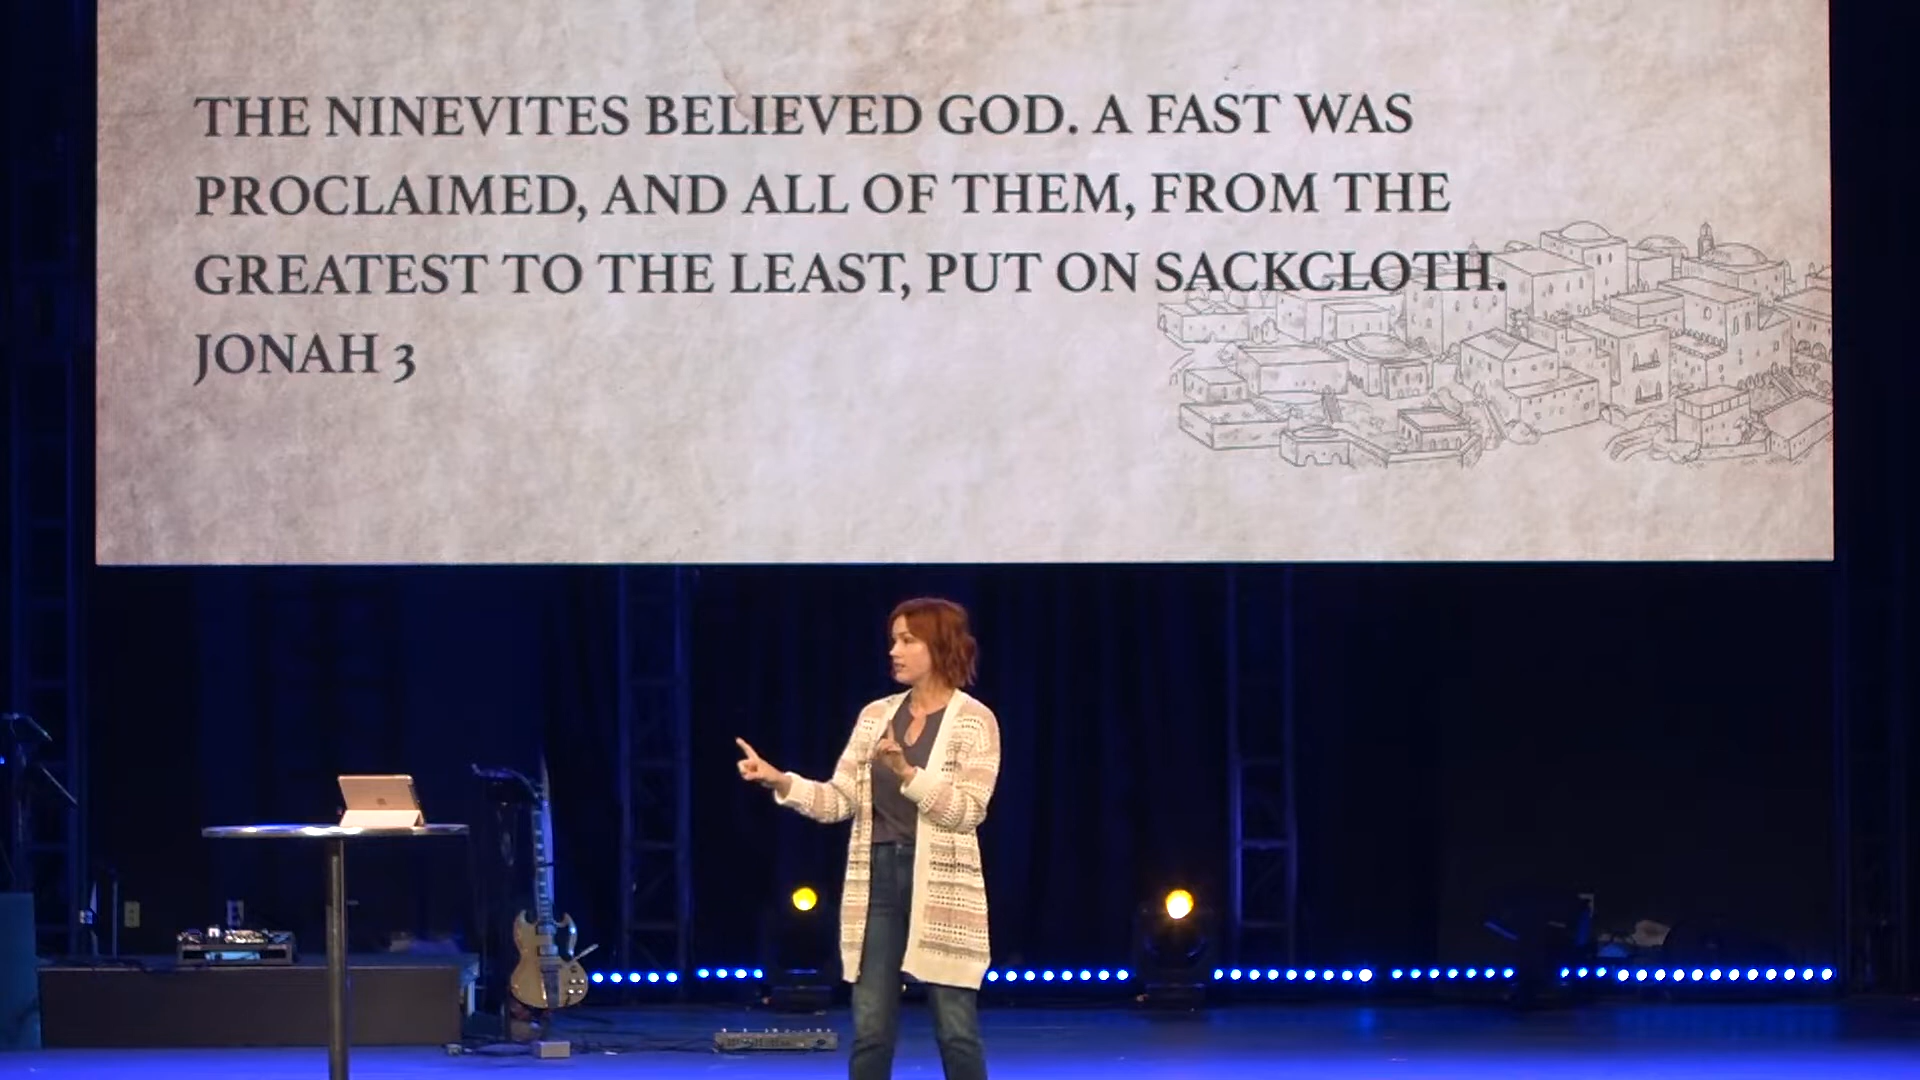 THE NINEVITES BELIEVED GOD. A FAST WAS
PROCLAIMED, AND ALL OF THEM, FROM THE
GREATEST TO THE LEAST, PUT ON SACKCLOTH.
JONAH 3